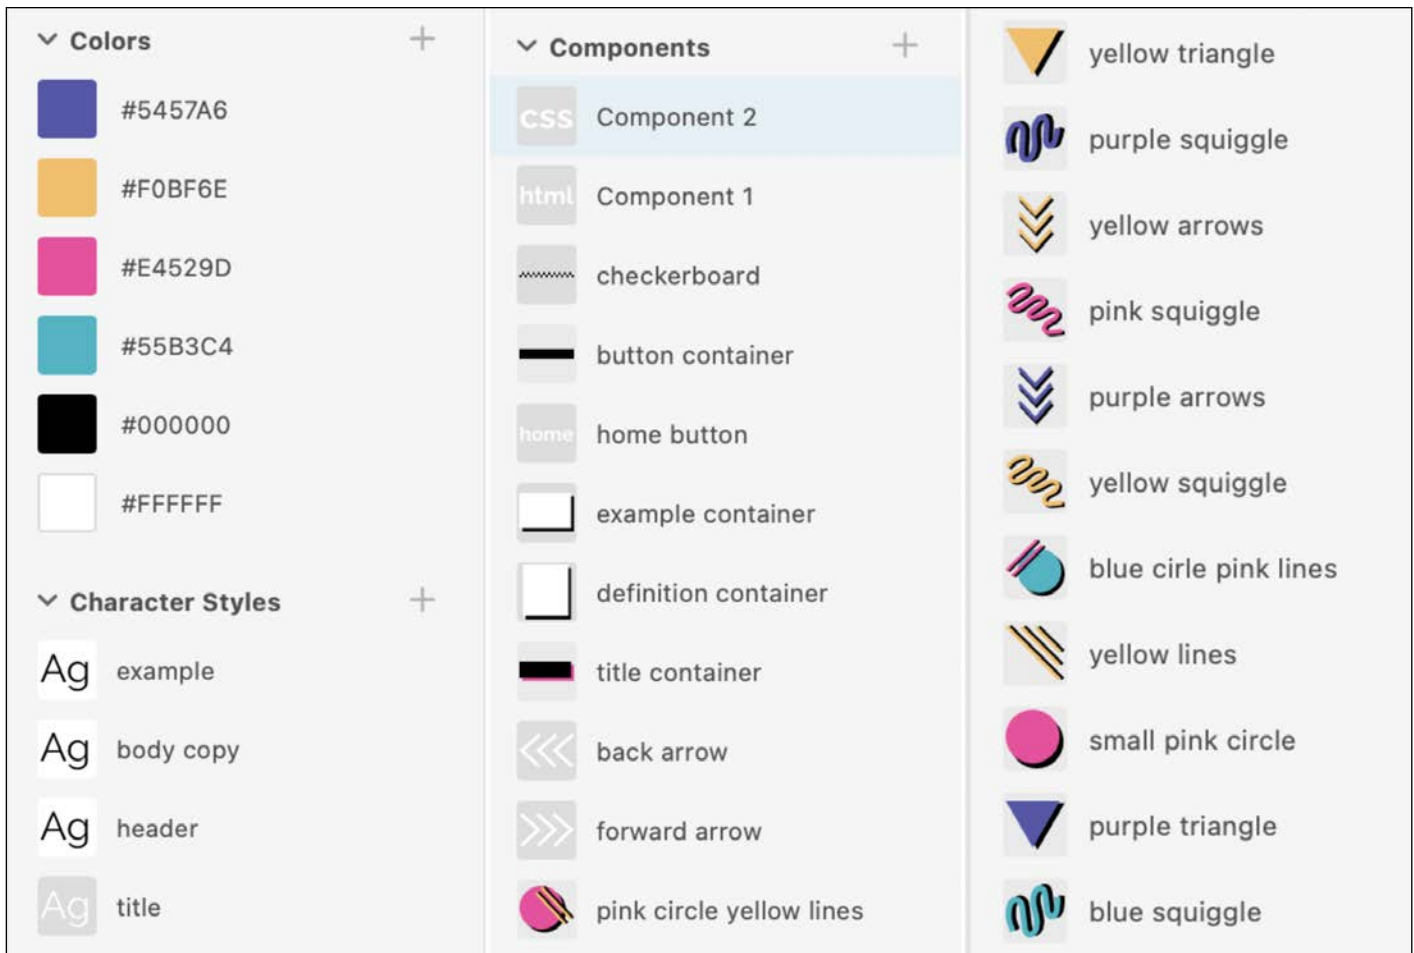 Colors
#5457A6
#F0BF6E
#E4529D
#55B3C4
#000000
#FFFFFF
Character Styles
Ag example
Ag body copy
Ag header
Ag title
Components
css Component 2
html Component 1
checkerboard
button container
home home button
example container
definition container
title container
back arrow
forward arrow
pink circle yellow lines
yellow triangle
purple squiggle
yellow arrows
pink squiggle
purple arrows
yellow squiggle
blue cirle pink lines
yellow lines
small pink circle
purple triangle
blue squiggle